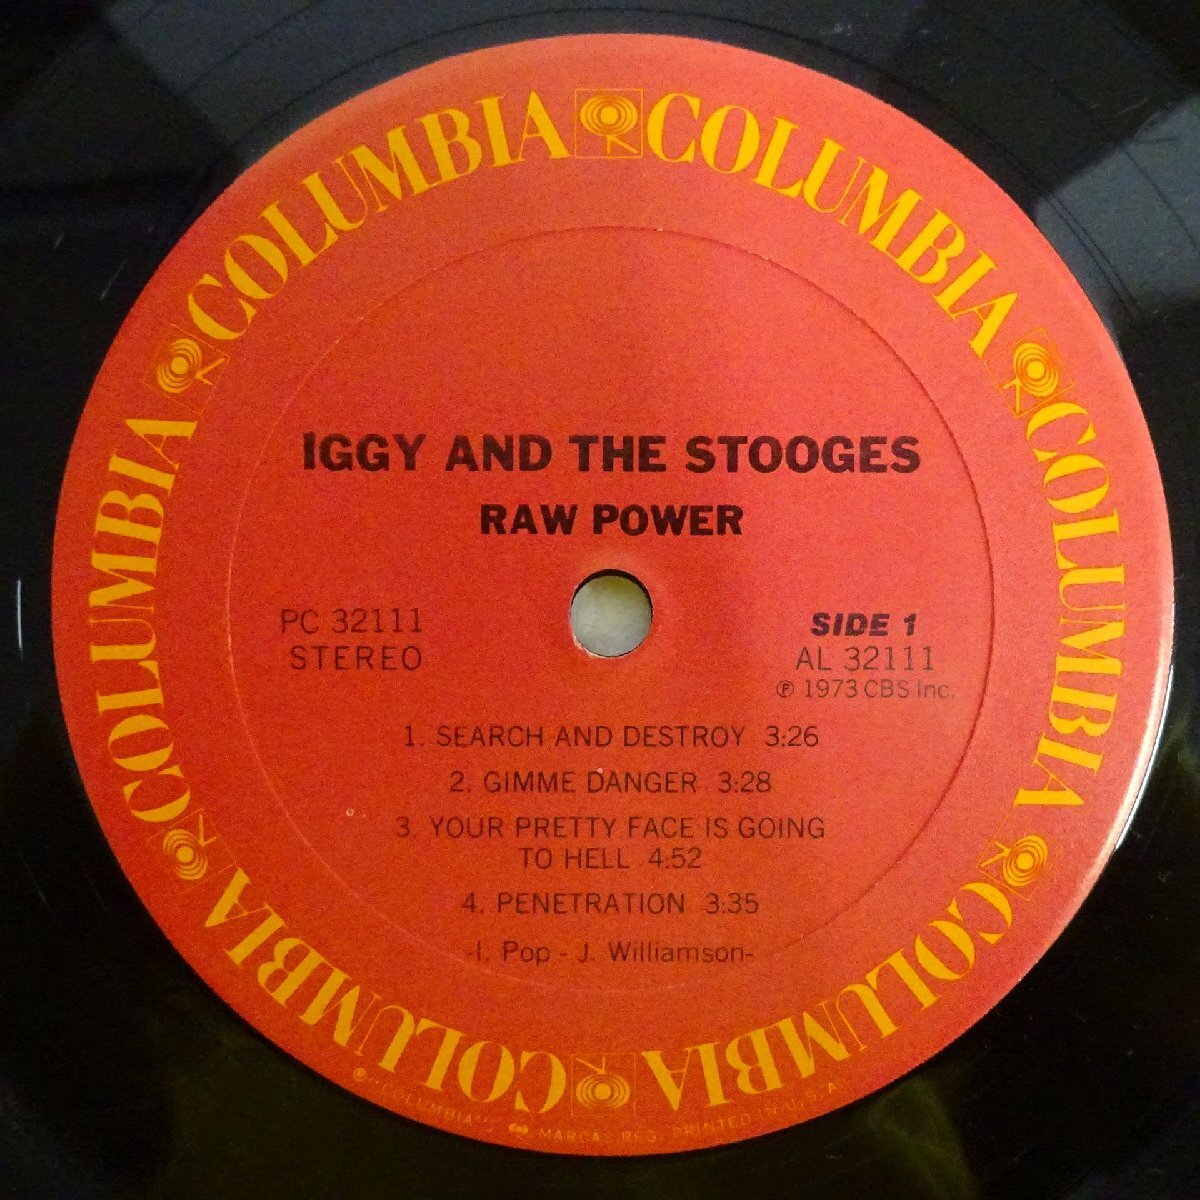 COLUMBIA COLUMBIA COLUMBIA COLUMBIA COLUMBIA COLUMBIA
IGGY AND THE STOOGES
RAW POWER
PC 32111
STEREO
SIDE 1
AL 32111
℗ 1973 CBS Inc.
1. SEARCH AND DESTROY 3:26
2. GIMME DANGER 3:28
3. YOUR PRETTY FACE IS GOING
TO HELL 4:52
4. PENETRATION 3.35
-I. Pop - J. Williamson-
"COLUMBIA", MARCAS REG. PRINTED IN U.S.A.